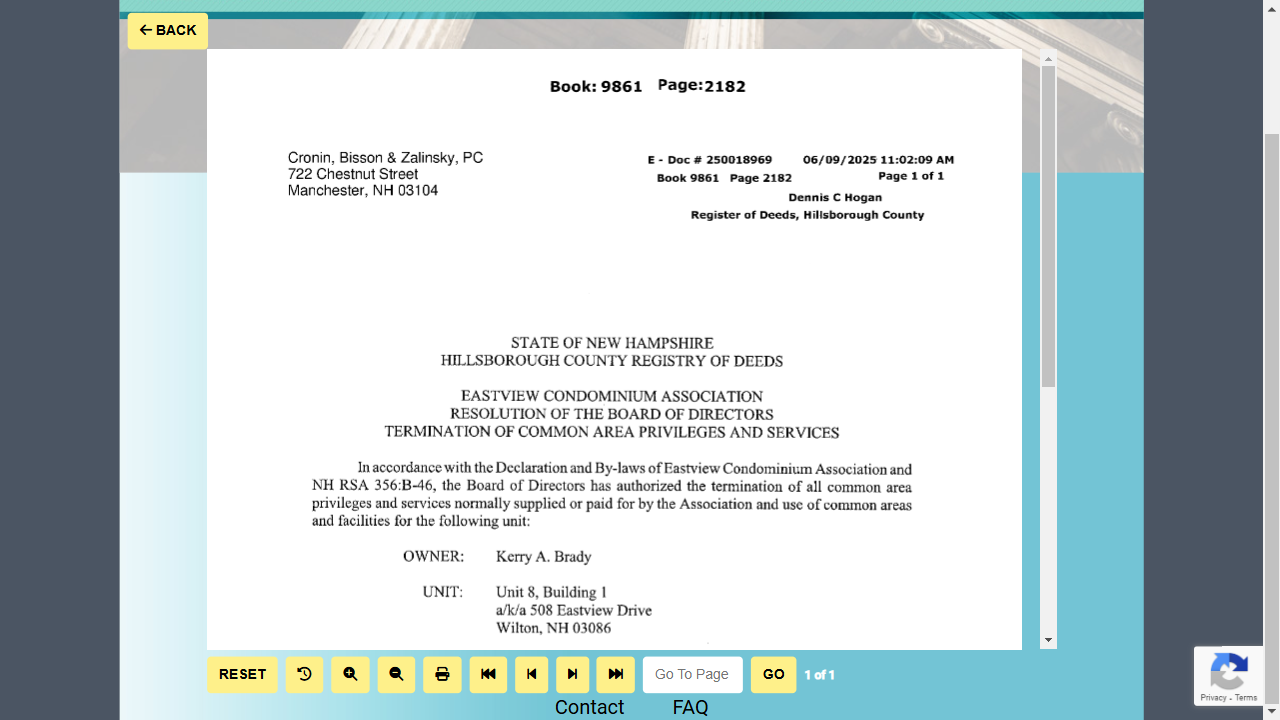 ← BACK
Book: 9861 Page:2182
Cronin, Bisson & Zalinsky, PC
722 Chestnut Street
Manchester, NH 03104
E - Doc # 250018969 06/09/2025 11:02:09 AM
Book 9861 Page 2182 Page 1 of 1
Dennis C Hogan
Register of Deeds, Hillsborough County
STATE OF NEW HAMPSHIRE
HILLSBOROUGH COUNTY REGISTRY OF DEEDS
EASTVIEW CONDOMINIUM ASSOCIATION
RESOLUTION OF THE BOARD OF DIRECTORS
TERMINATION OF COMMON AREA PRIVILEGES AND SERVICES
In accordance with the Declaration and By-laws of Eastview Condominium Association and
NH RSA 356:B-46, the Board of Directors has authorized the termination of all common area
privileges and services normally supplied or paid for by the Association and use of common areas
and facilities for the following unit:
OWNER: Kerry A. Brady
UNIT: Unit 8, Building 1
a/k/a 508 Eastview Drive
Wilton, NH 03086
RESET Go To Page GO 1 of 1
Privacy - Terms
Contact FAQ